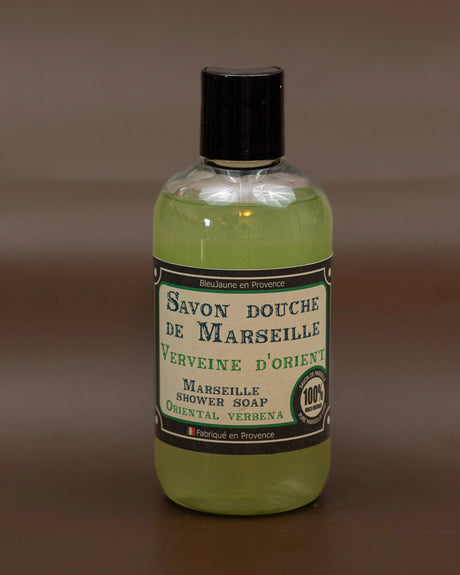 BleuJaune en Provence
SAVON DOUCHE
DE MARSEILLE
VERVEINE D'ORIENT
MARSEILLE
SHOWER SOAP
ORIENTAL VERBENA
100%
Fabriqué en Provence